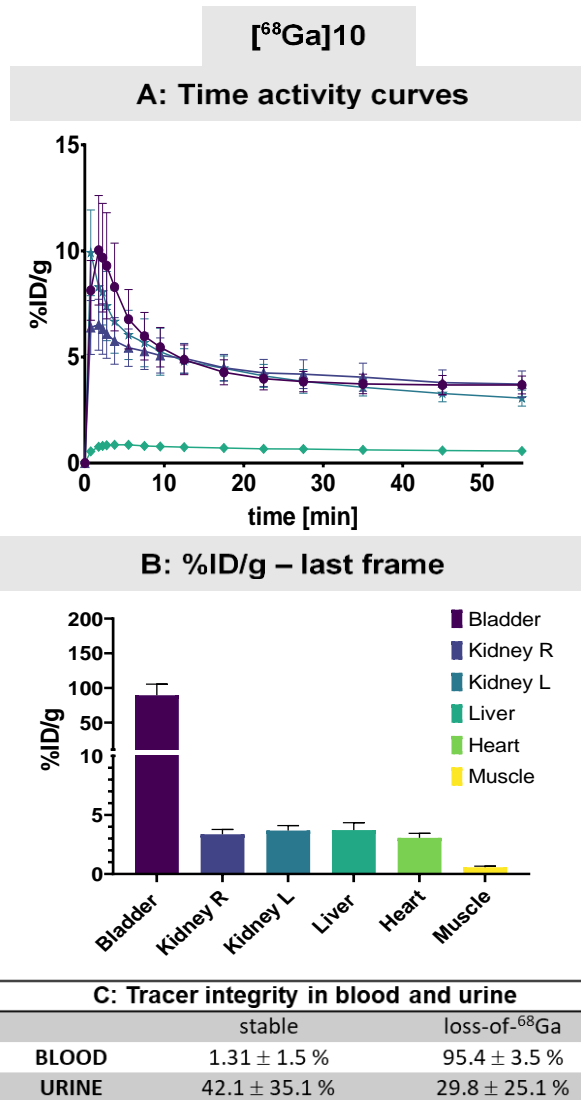 [⁶⁸Ga]10
A: Time activity curves
15
10
5
0
%ID/g
0 10 20 30 40 50
time [min]
B: %ID/g – last frame
200
150
100
50
10
5
0
%ID/g
Bladder
Kidney R
Kidney L
Liver
Heart
Muscle
Bladder
Kidney R
Kidney L
Liver
Heart
Muscle
C: Tracer integrity in blood and urine
stable loss-of-⁶⁸Ga
BLOOD 1.31 ± 1.5 % 95.4 ± 3.5 %
URINE 42.1 ± 35.1 % 29.8 ± 25.1 %